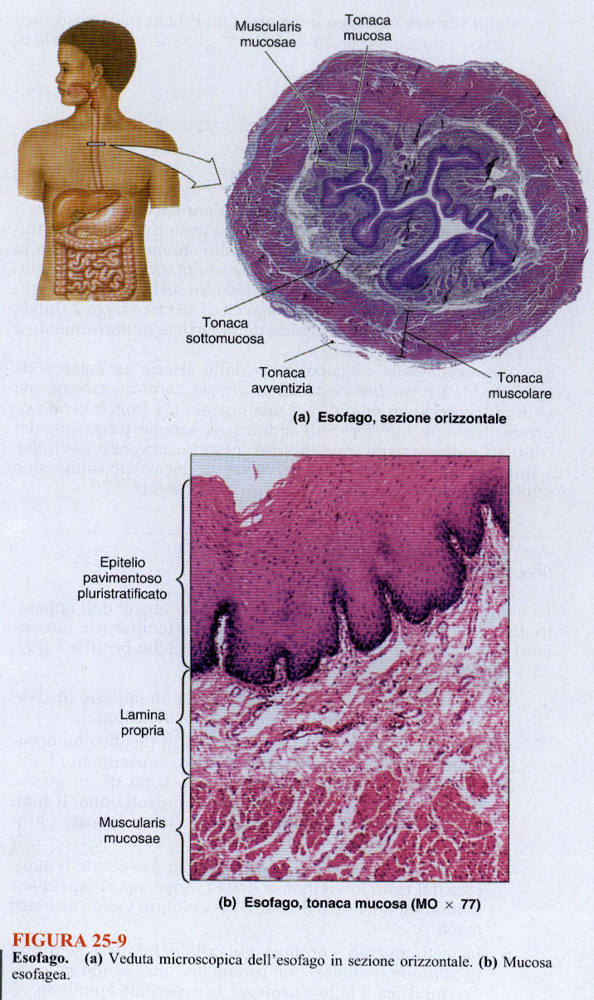 Muscularis
mucosae
Tonaca
mucosa
Tonaca
sottomucosa
Tonaca
avventizia
Tonaca
muscolare
(a) Esofago, sezione orizzontale
Epitelio
pavimentoso
pluristratificato
Lamina
propria
Muscularis
mucosae
(b) Esofago, tonaca mucosa (MO × 77)
FIGURA 25-9
Esofago. (a) Veduta microscopica dell'esofago in sezione orizzontale. (b) Mucosa
esofagea.